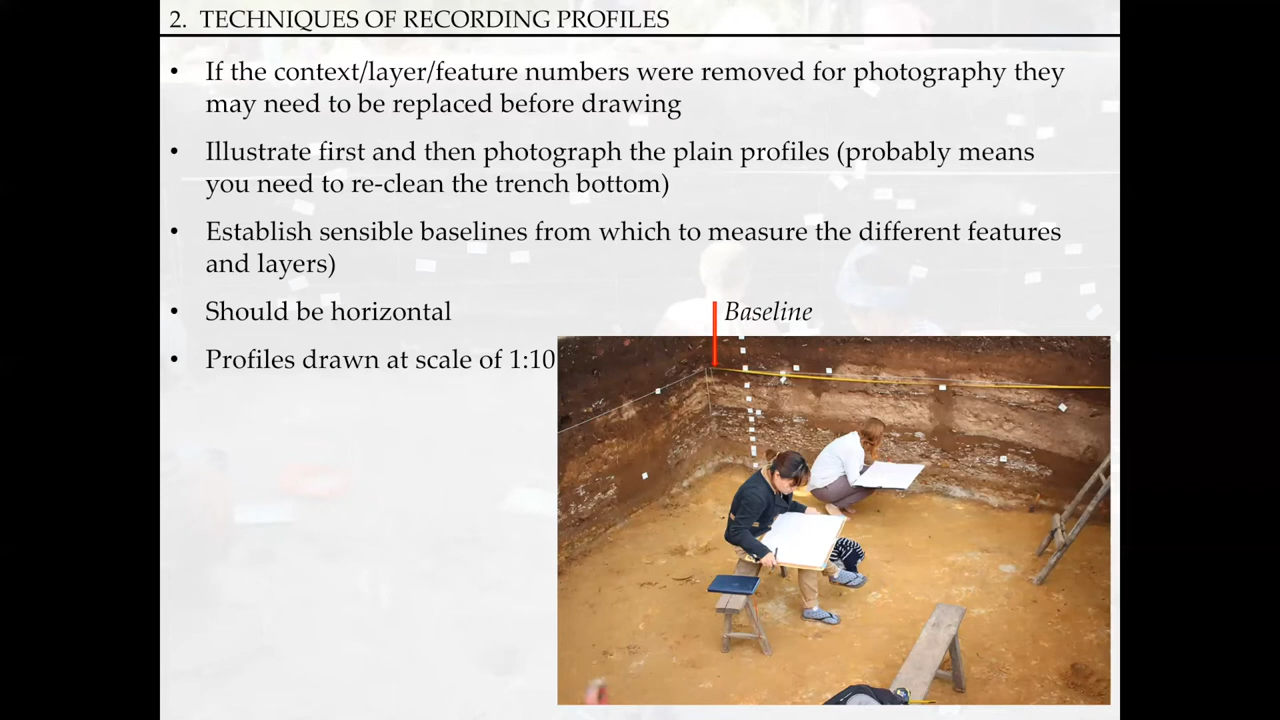 2. TECHNIQUES OF RECORDING PROFILES
• If the context/layer/feature numbers were removed for photography they
may need to be replaced before drawing
• Illustrate first and then photograph the plain profiles (probably means
you need to re-clean the trench bottom)
• Establish sensible baselines from which to measure the different features
and layers)
• Should be horizontal
Baseline
• Profiles drawn at scale of 1:10